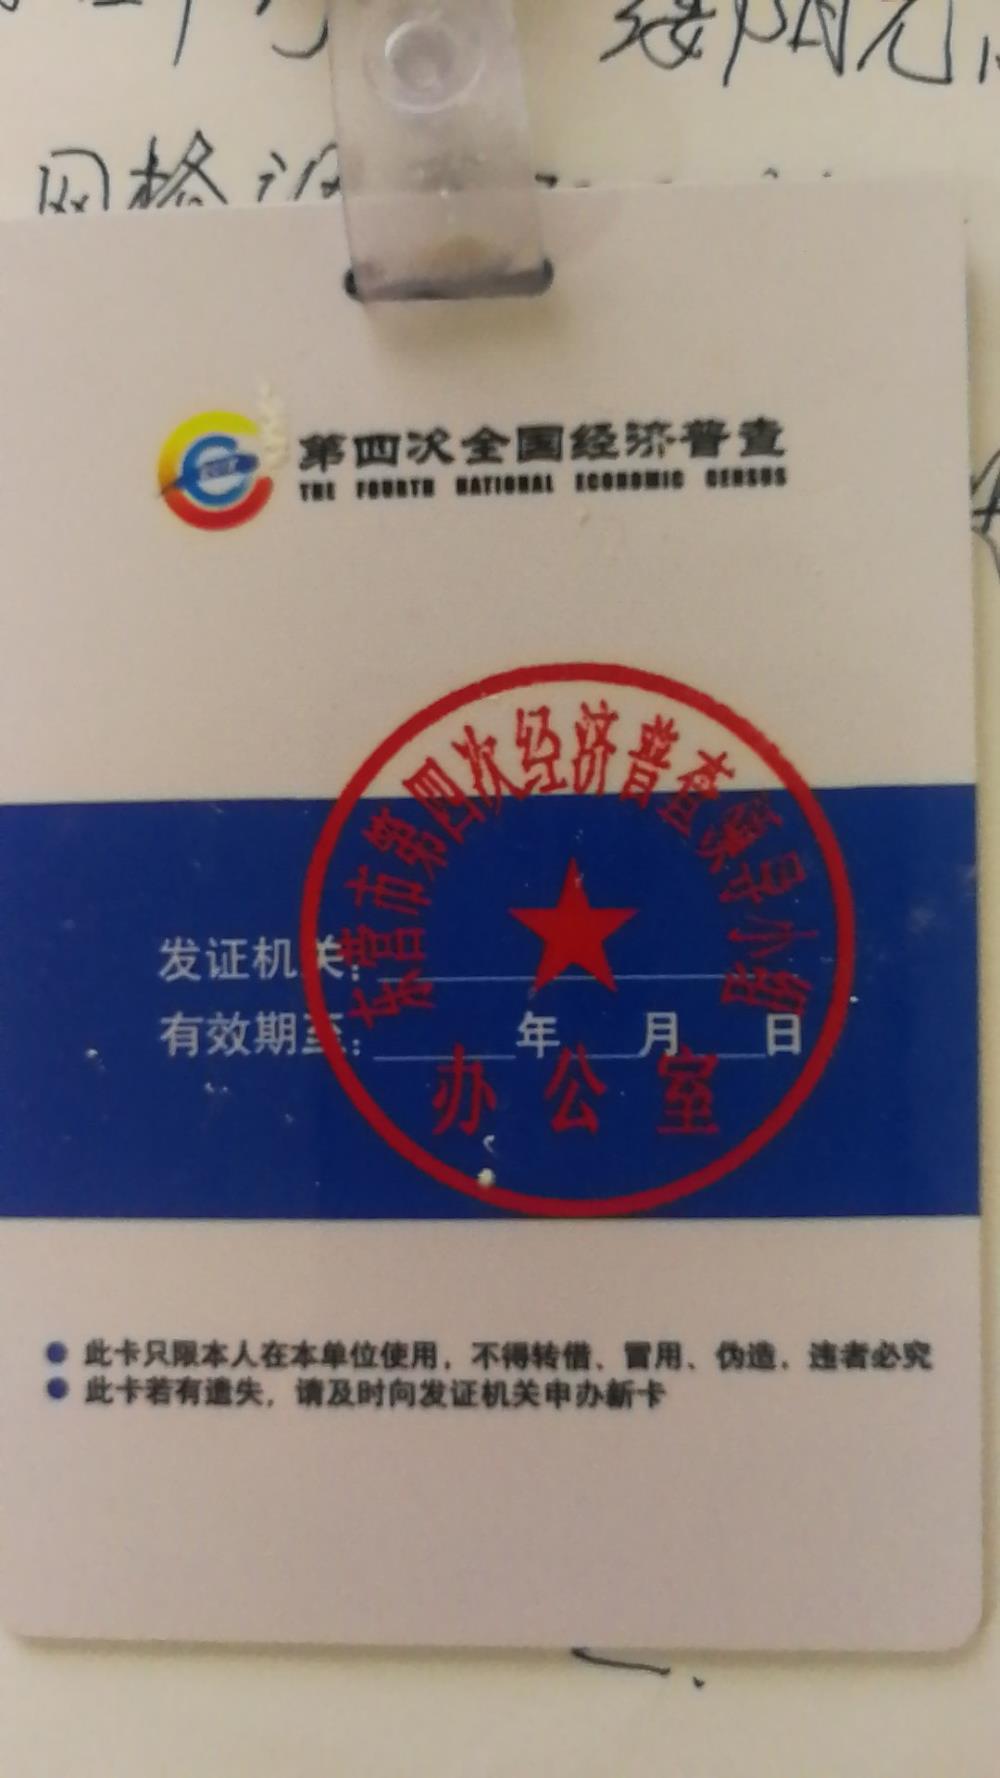 网格
第四次全国经济普查
THE FOURTH NATIONAL ECONOMIC CENSUS
东营市第四次经济普查领导小组
发证机关:
有效期至: 年 月 日
办公室
此卡只限本人在本单位使用，不得转借、冒用、伪造，违者必究
此卡若有遗失，请及时向发证机关申办新卡